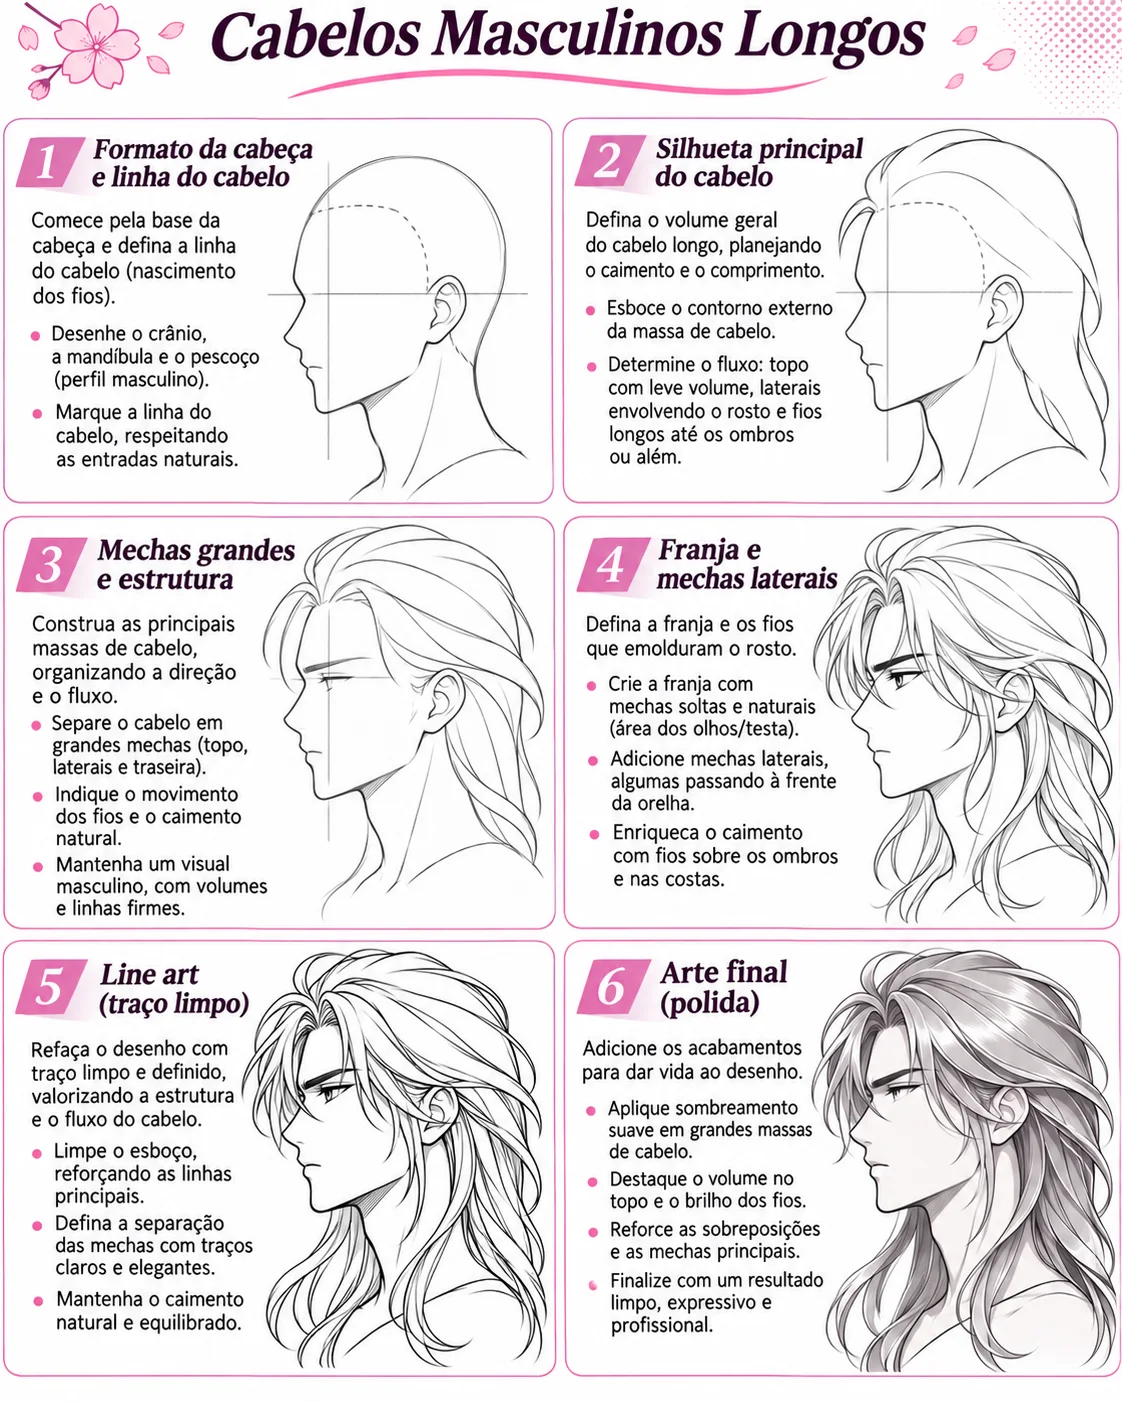 Cabelos Masculinos Longos
1
Formato da cabeça
e linha do cabelo
Comece pela base da
cabeça e defina a linha
do cabelo (nascimento
dos fios).
Desenhe o crânio,
a mandíbula e o pescoço
(perfil masculino).
Marque a linha do
cabelo, respeitando
as entradas naturais.
2
Silhueta principal
do cabelo
Defina o volume geral
do cabelo longo, planejando
o caimento e o comprimento.
Esboce o contorno externo
da massa de cabelo.
Determine o fluxo: topo
com leve volume, laterais
envolvendo o rosto e fios
longos até os ombros
ou além.
3
Mechas grandes
e estrutura
Construa as principais
massas de cabelo,
organizando a direção
e o fluxo.
Separe o cabelo em
grandes mechas (topo,
laterais e traseira).
Indique o movimento
dos fios e o caimento
natural.
Mantenha um visual
masculino, com volumes
e linhas firmes.
4
Franja e
mechas laterais
Defina a franja e os fios
que emolduram o rosto.
Crie a franja com
mechas soltas e naturais
(área dos olhos/testa).
Adicione mechas laterais,
algumas passando à frente
da orelha.
Enriqueca o caimento
com fios sobre os ombros
e nas costas.
5
Line art
(traço limpo)
Refaça o desenho com
traço limpo e definido,
valorizando a estrutura
e o fluxo do cabelo.
Limpe o esboço,
reforçando as linhas
principais.
Defina a separação
das mechas com traços
claros e elegantes.
Mantenha o caimento
natural e equilibrado.
6
Arte final
(polida)
Adicione os acabamentos
para dar vida ao desenho.
Aplique sombreamento
suave em grandes massas
de cabelo.
Destaque o volume no
topo e o brilho dos fios.
Reforce as sobreposições
e as mechas principais.
Finalize com um resultado
limpo, expressivo e
profissional.